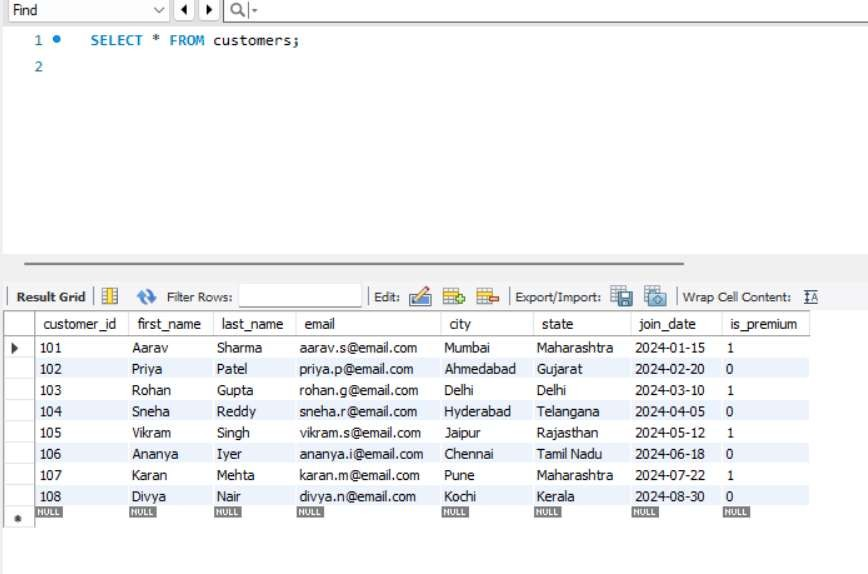 Find
1 SELECT * FROM customers;
2
Result Grid Filter Rows: Edit: Export/Import: Wrap Cell Content: IA
customer_id first_name last_name email city state join_date is_premium
101 Aarav Sharma aarav.s@email.com Mumbai Maharashtra 2024-01-15 1
102 Priya Patel priya.p@email.com Ahmedabad Gujarat 2024-02-20 0
103 Rohan Gupta rohan.g@email.com Delhi Delhi 2024-03-10 1
104 Sneha Reddy sneha.r@email.com Hyderabad Telangana 2024-04-05 0
105 Vikram Singh vikram.s@email.com Jaipur Rajasthan 2024-05-12 1
106 Ananya Iyer ananya.i@email.com Chennai Tamil Nadu 2024-06-18 0
107 Karan Mehta karan.m@email.com Pune Maharashtra 2024-07-22 1
108 Divya Nair divya.n@email.com Kochi Kerala 2024-08-30 0
NULL NULL NULL NULL NULL NULL NULL NULL